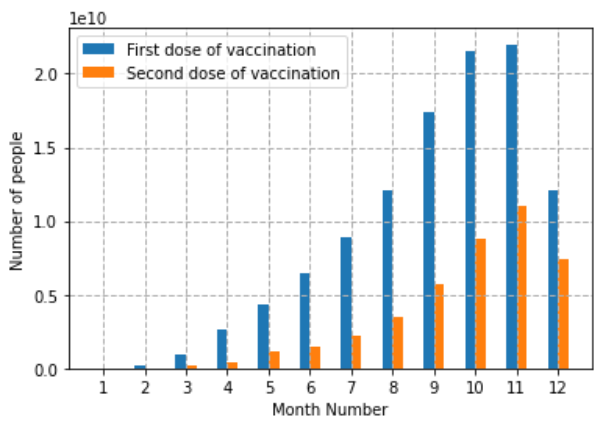 1e10
First dose of vaccination
Second dose of vaccination
2.0
1.5
1.0
0.5
0.0
Number of people
1 2 3 4 5 6 7 8 9 10 11 12
Month Number